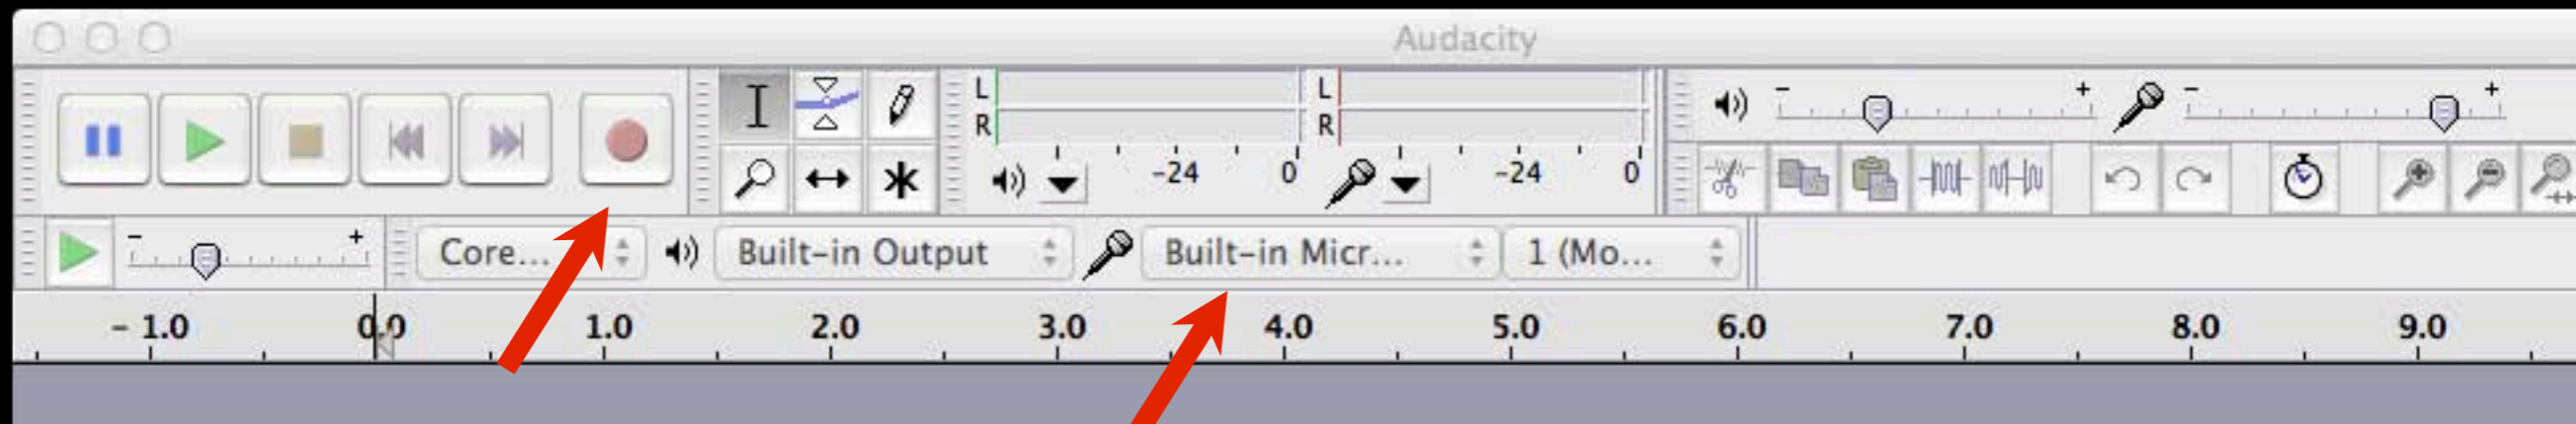 Audacity
L
R
-24 0
L
R
-24 0
- +
- +
- +
Core... Built-in Output Built-in Micr... 1 (Mo...
- 1.0 0.0 1.0 2.0 3.0 4.0 5.0 6.0 7.0 8.0 9.0